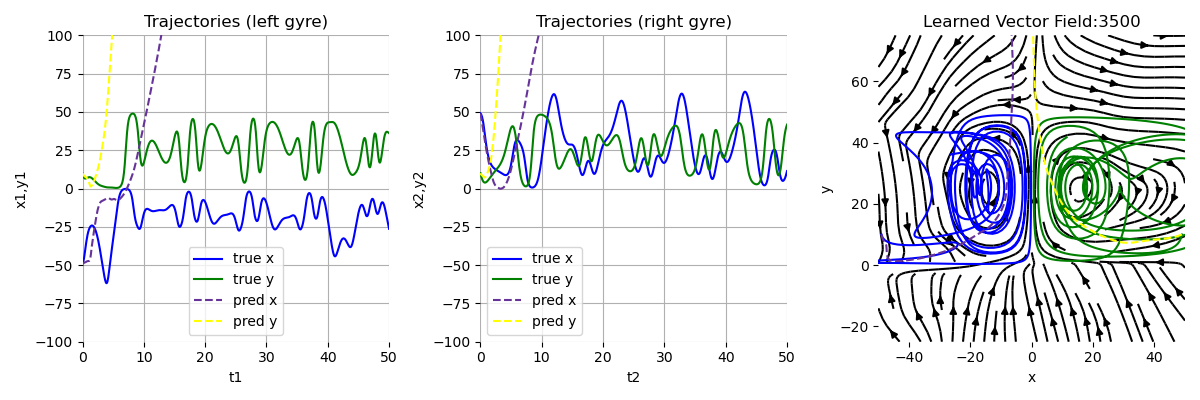 Trajectories (left gyre)
100
75
50
25
0
−25
−50
−75
−100
x1,y1
true x
true y
pred x
pred y
0 10 20 30 40 50
t1
Trajectories (right gyre)
100
75
50
25
0
−25
−50
−75
−100
x2,y2
true x
true y
pred x
pred y
0 10 20 30 40 50
t2
Learned Vector Field:3500
60
40
20
0
−20
y
−40 −20 0 20 40
x